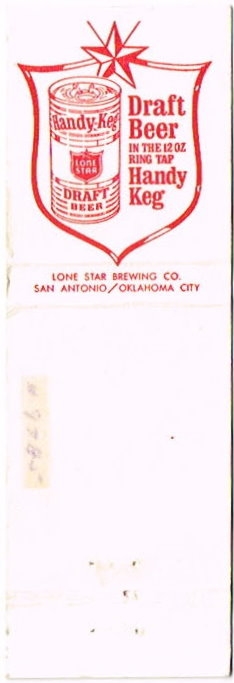 Handy-Keg
LONE
STAR
DRAFT
BEER
Draft
Beer
IN THE 12 OZ
RING TAP
Handy
Keg
LONE STAR BREWING CO.
SAN ANTONIO/OKLAHOMA CITY